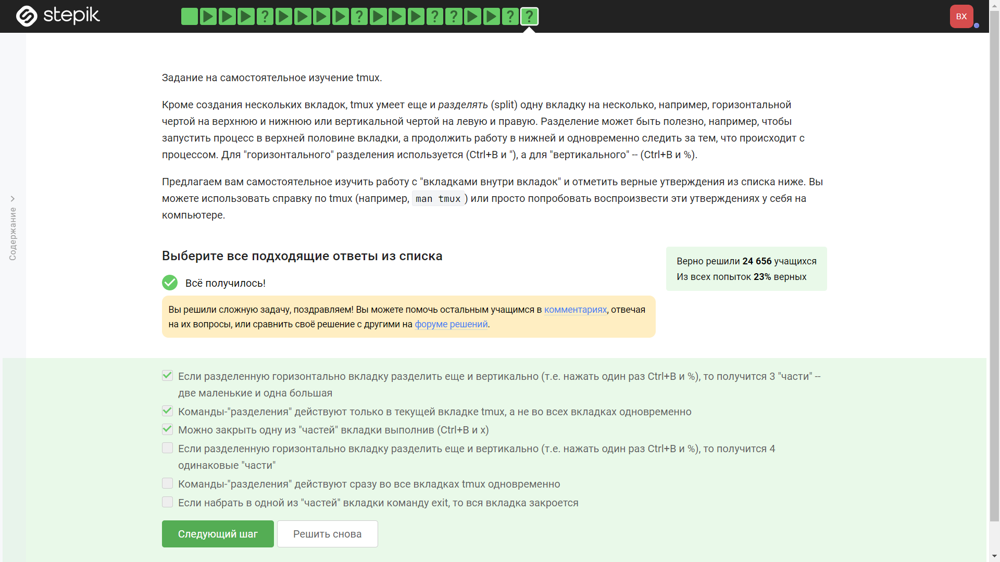 stepik
? ? ? ? ? ?
BX
Содержание
Задание на самостоятельное изучение tmux.
Кроме создания нескольких вкладок, tmux умеет еще и разделять (split) одну вкладку на несколько, например, горизонтальной
чертой на верхнюю и нижнюю или вертикальной чертой на левую и правую. Разделение может быть полезно, например, чтобы
запустить процесс в верхней половине вкладки, а продолжить работу в нижней и одновременно следить за тем, что происходит с
процессом. Для "горизонтального" разделения используется (Ctrl+B и "), а для "вертикального" -- (Ctrl+B и %).
Предлагаем вам самостоятельное изучить работу с "вкладками внутри вкладок" и отметить верные утверждения из списка ниже. Вы
можете использовать справку по tmux (например, man tmux) или просто попробовать воспроизвести эти утверждениях у себя на
компьютере.
Выберите все подходящие ответы из списка
Верно решили 24 656 учащихся
Из всех попыток 23% верных
Всё получилось!
Вы решили сложную задачу, поздравляем! Вы можете помочь остальным учащимся в комментариях, отвечая
на их вопросы, или сравнить своё решение с другими на форуме решений.
Если разделенную горизонтально вкладку разделить еще и вертикально (т.е. нажать один раз Ctrl+B и %), то получится 3 "части" --
две маленькие и одна большая
Команды-"разделения" действуют только в текущей вкладке tmux, а не во всех вкладках одновременно
Можно закрыть одну из "частей" вкладки выполнив (Ctrl+B и x)
Если разделенную горизонтально вкладку разделить еще и вертикально (т.е. нажать один раз Ctrl+B и %), то получится 4
одинаковые "части"
Команды-"разделения" действуют сразу во все вкладках tmux одновременно
Если набрать в одной из "частей" вкладки команду exit, то вся вкладка закроется
Следующий шаг
Решить снова